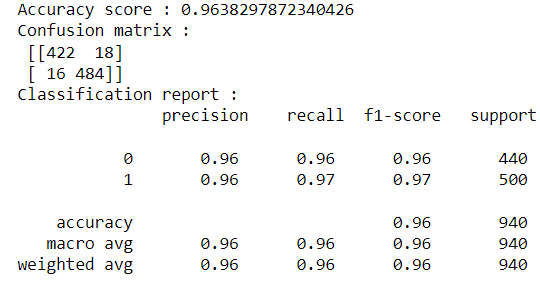 Accuracy score : 0.9638297872340426
Confusion matrix :
[[422  18]
[ 16 484]]
Classification report :
precision    recall  f1-score   support
0       0.96      0.96      0.96       440
1       0.96      0.97      0.97       500
accuracy                           0.96       940
macro avg       0.96      0.96      0.96       940
weighted avg       0.96      0.96      0.96       940